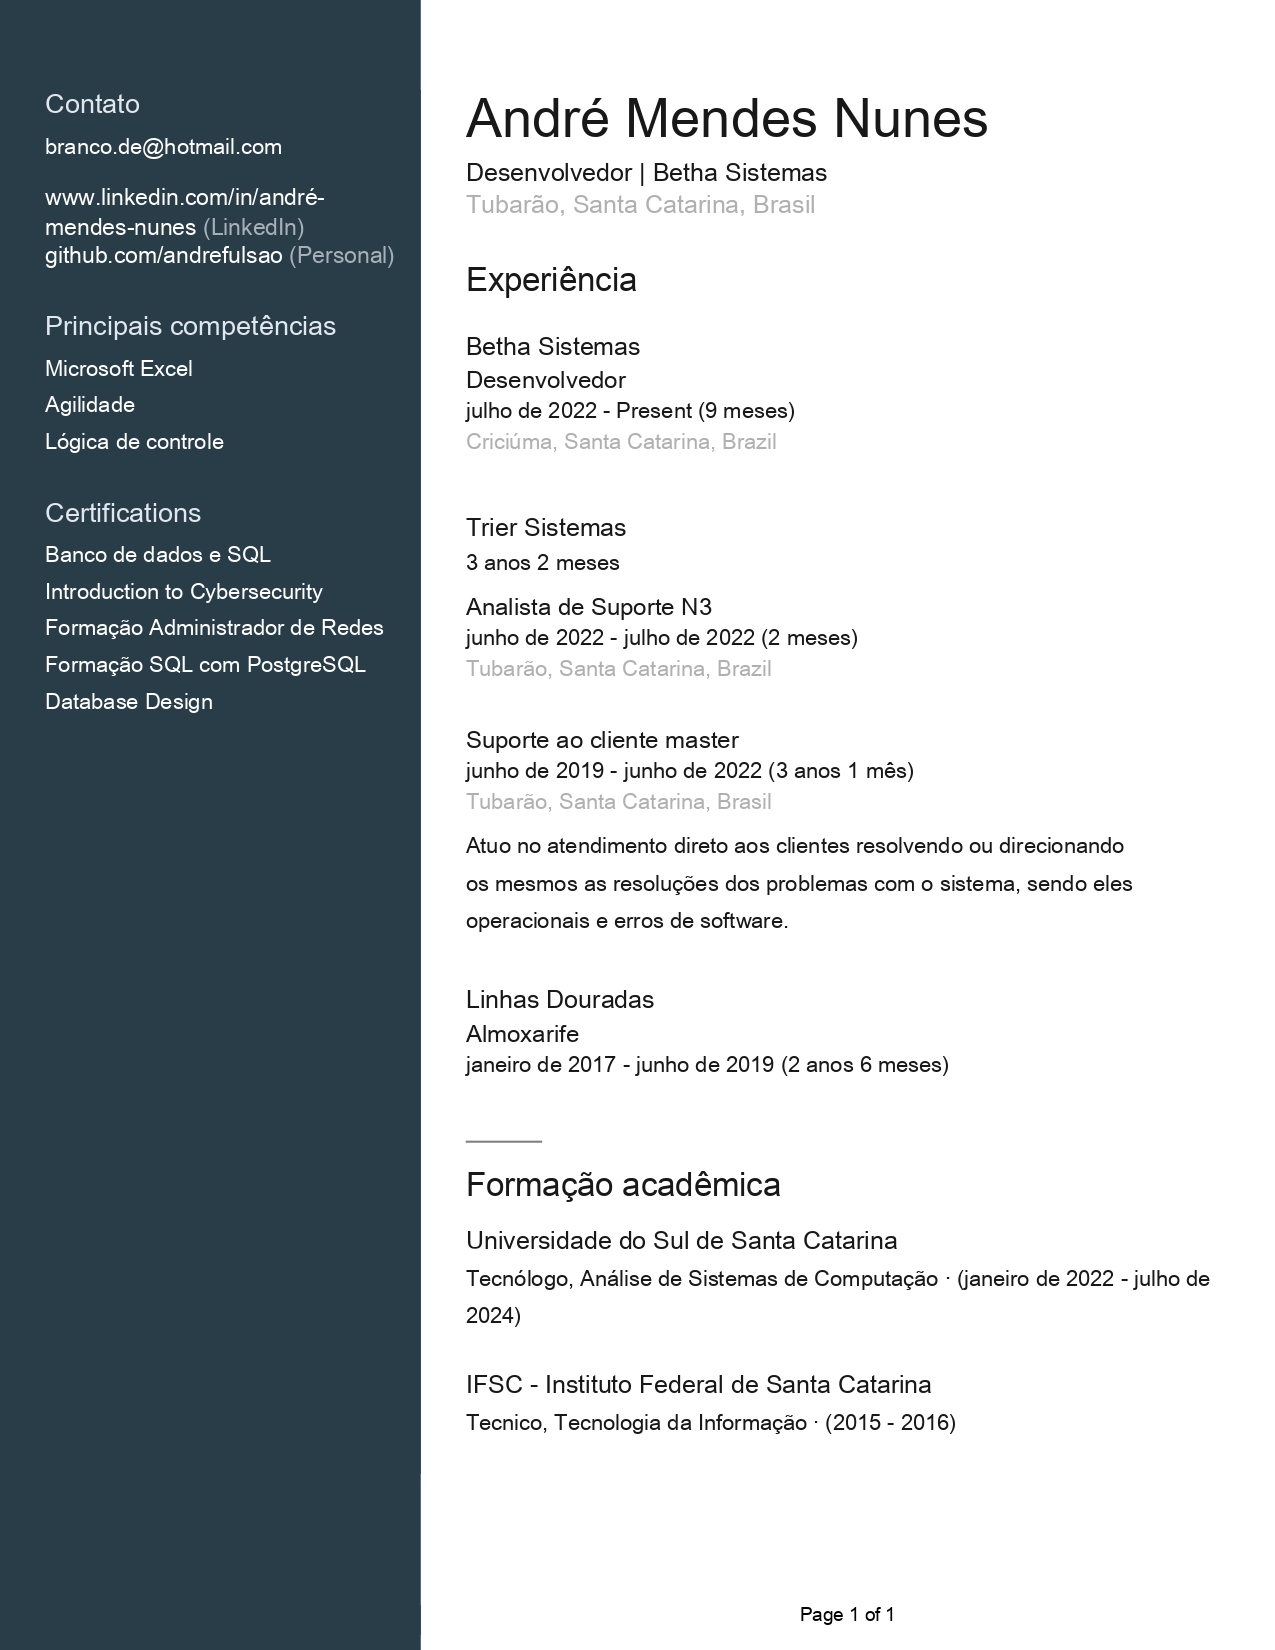 Contato
branco.de@hotmail.com
www.linkedin.com/in/andré-
mendes-nunes (LinkedIn)
github.com/andrefulsao (Personal)
Principais competências
Microsoft Excel
Agilidade
Lógica de controle
Certifications
Banco de dados e SQL
Introduction to Cybersecurity
Formação Administrador de Redes
Formação SQL com PostgreSQL
Database Design
André Mendes Nunes
Desenvolvedor | Betha Sistemas
Tubarão, Santa Catarina, Brasil
Experiência
Betha Sistemas
Desenvolvedor
julho de 2022 - Present (9 meses)
Criciúma, Santa Catarina, Brazil
Trier Sistemas
3 anos 2 meses
Analista de Suporte N3
junho de 2022 - julho de 2022 (2 meses)
Tubarão, Santa Catarina, Brazil
Suporte ao cliente master
junho de 2019 - junho de 2022 (3 anos 1 mês)
Tubarão, Santa Catarina, Brasil
Atuo no atendimento direto aos clientes resolvendo ou direcionando
os mesmos as resoluções dos problemas com o sistema, sendo eles
operacionais e erros de software.
Linhas Douradas
Almoxarife
janeiro de 2017 - junho de 2019 (2 anos 6 meses)
Formação acadêmica
Universidade do Sul de Santa Catarina
Tecnólogo, Análise de Sistemas de Computação · (janeiro de 2022 - julho de
2024)
IFSC - Instituto Federal de Santa Catarina
Tecnico, Tecnologia da Informação · (2015 - 2016)
Page 1 of 1